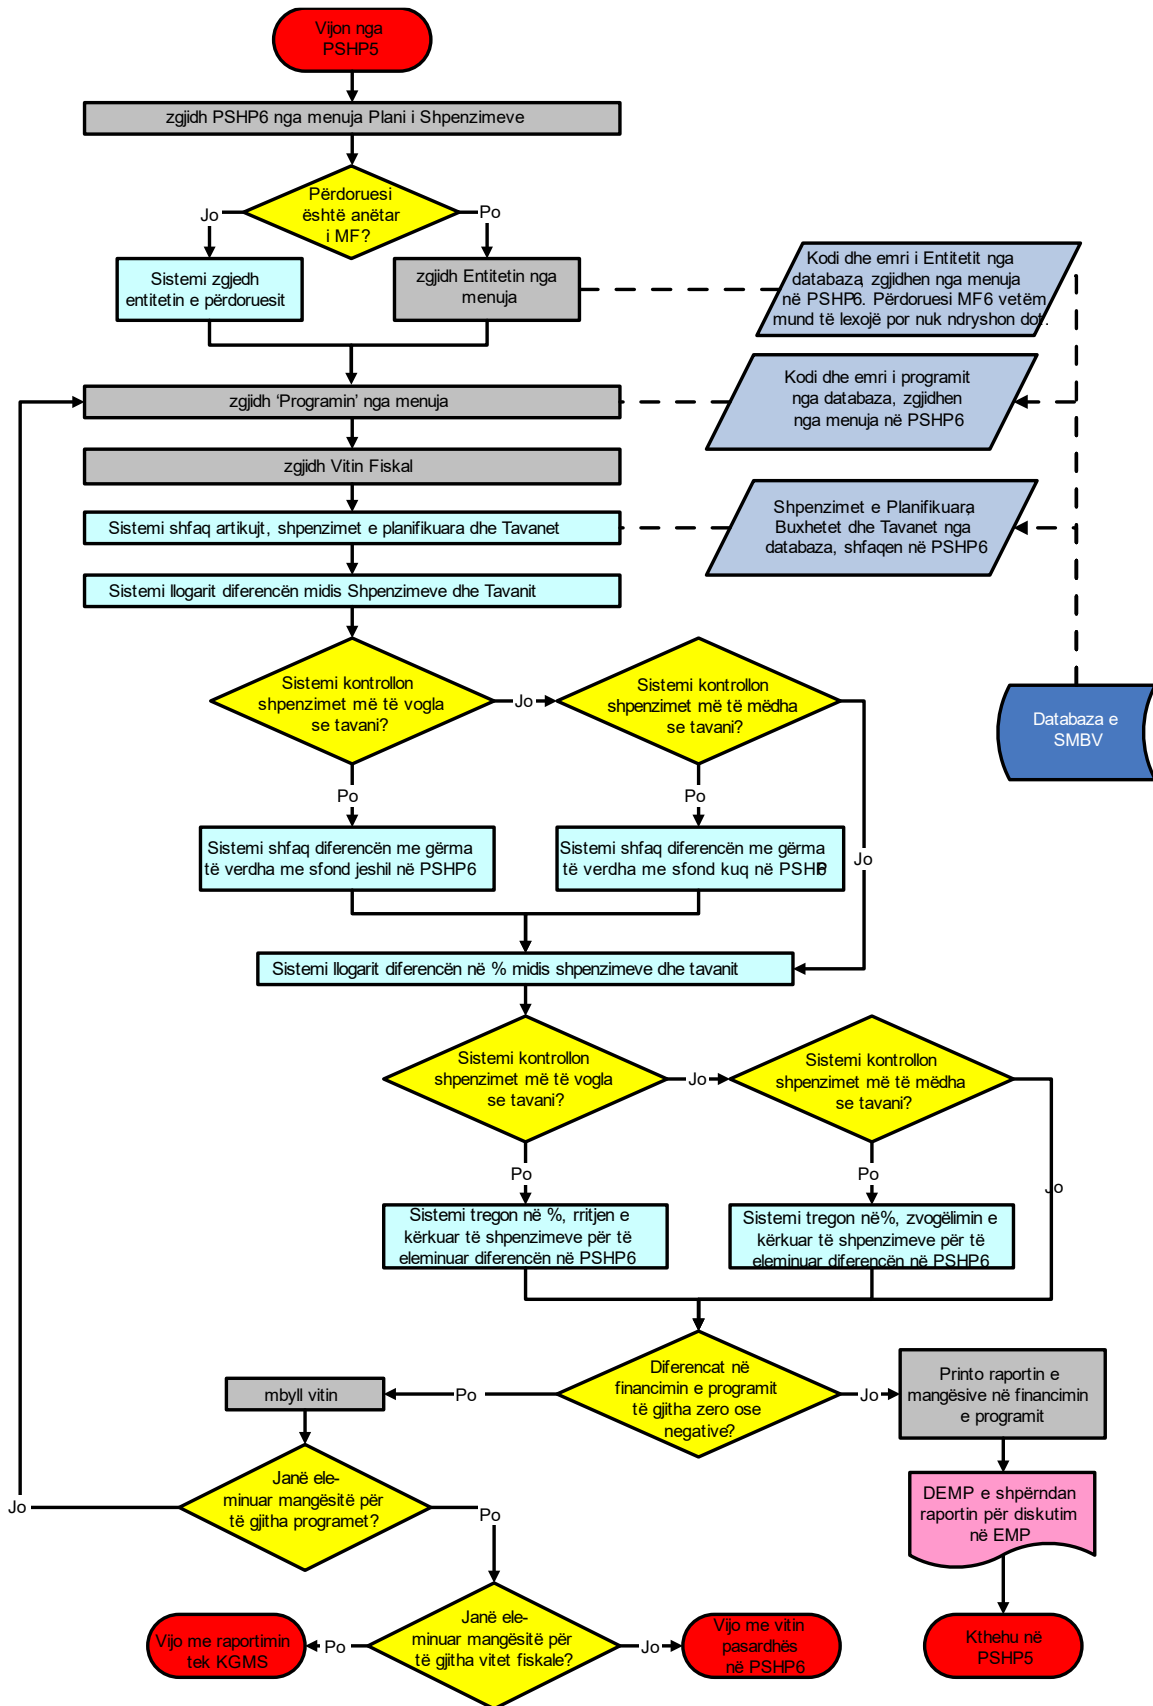 Vijon nga
PSHP5
zgjidh PSHP6 nga menuja Plani i Shpenzimeve
Përdoruesi
është anëtar
i MF?
Jo
Po
Sistemi zgjedh
entitetin e përdoruesit
zgjidh Entitetin nga
menuja
Kodi dhe emri i Entitetit nga
databaza, zgjidhen nga menuja
në PSHP6. Përdoruesi MF6 vetëm
mund të lexojë por nuk ndryshon dot.
zgjidh ‘Programin’ nga menuja
Kodi dhe emri i programit
nga databaza, zgjidhen
nga menuja në PSHP6
zgjidh Vitin Fiskal
Sistemi shfaq artikujt, shpenzimet e planifikuara dhe Tavanet
Shpenzimet e Planifikuara,
Buxhetet dhe Tavanet nga
databaza, shfaqen në PSHP6
Sistemi llogarit diferencën midis Shpenzimeve dhe Tavanit
Sistemi kontrollon
shpenzimet më të vogla
se tavani?
Jo
Sistemi kontrollon
shpenzimet më të mëdha
se tavani?
Databaza e
SMBV
Po
Po
Sistemi shfaq diferencën me gërma
të verdha me sfond jeshil në PSHP6
Sistemi shfaq diferencën me gërma
të verdha me sfond kuq në PSHP6
Jo
Sistemi llogarit diferencën në % midis shpenzimeve dhe tavanit
Sistemi kontrollon
shpenzimet më të vogla
se tavani?
Jo
Sistemi kontrollon
shpenzimet më të mëdha
se tavani?
Po
Po
Jo
Sistemi tregon në %, rritjen e
kërkuar të shpenzimeve për të
eleminuar diferencën në PSHP6
Sistemi tregon në%, zvogëlimin e
kërkuar të shpenzimeve për të
eleminuar diferencën në PSHP6
Diferencat në
financimin e programit
të gjitha zero ose
negative?
Po
Jo
mbyll vitin
Printo raportin e
mangësive në financimin
e programit
Janë ele-
minuar mangësitë për
të gjitha programet?
Jo
Po
DEMP e shpërndan
raportin për diskutim
në EMP
Janë ele-
minuar mangësitë për
të gjitha vitet fiskale?
Po
Jo
Vijo me raportimin
tek KGMS
Vijo me vitin
pasardhës
në PSHP6
Kthehu në
PSHP5